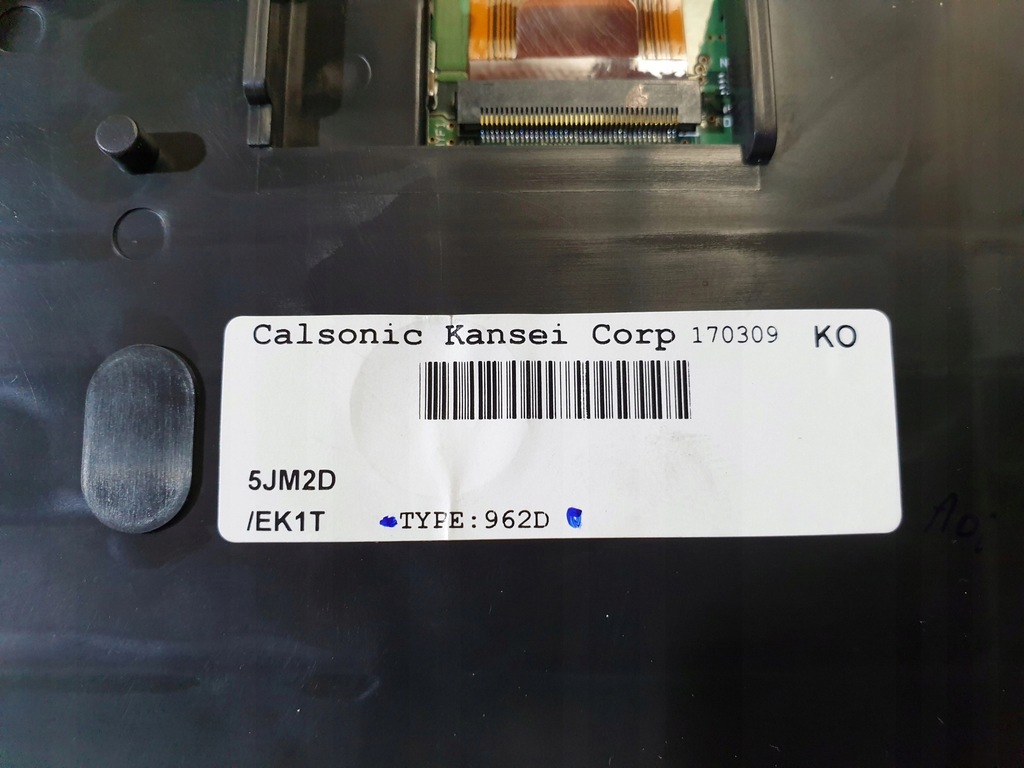 Calsonic Kansei Corp 170309 KO
5JM2D
/EK1T TYPE:962D